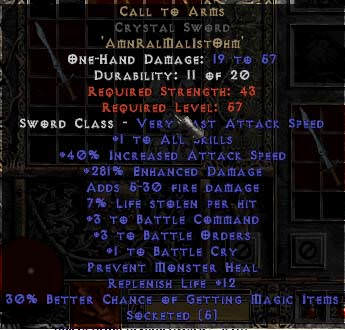 Call to Arms
Crystal Sword
'AmnRalMalIstOhm'
One-Hand Damage: 19 to 57
Durability: 11 of 20
Required Strength: 43
Required Level: 57
Sword Class - Very Fast Attack Speed
+1 to All Skills
+40% Increased Attack Speed
+281% Enhanced Damage
Adds 5-30 fire damage
7% Life stolen per hit
+3 to Battle Command
+3 to Battle Orders
+1 to Battle Cry
Prevent Monster Heal
Replenish Life +12
30% Better Chance of Getting Magic Items
Socketed (5)